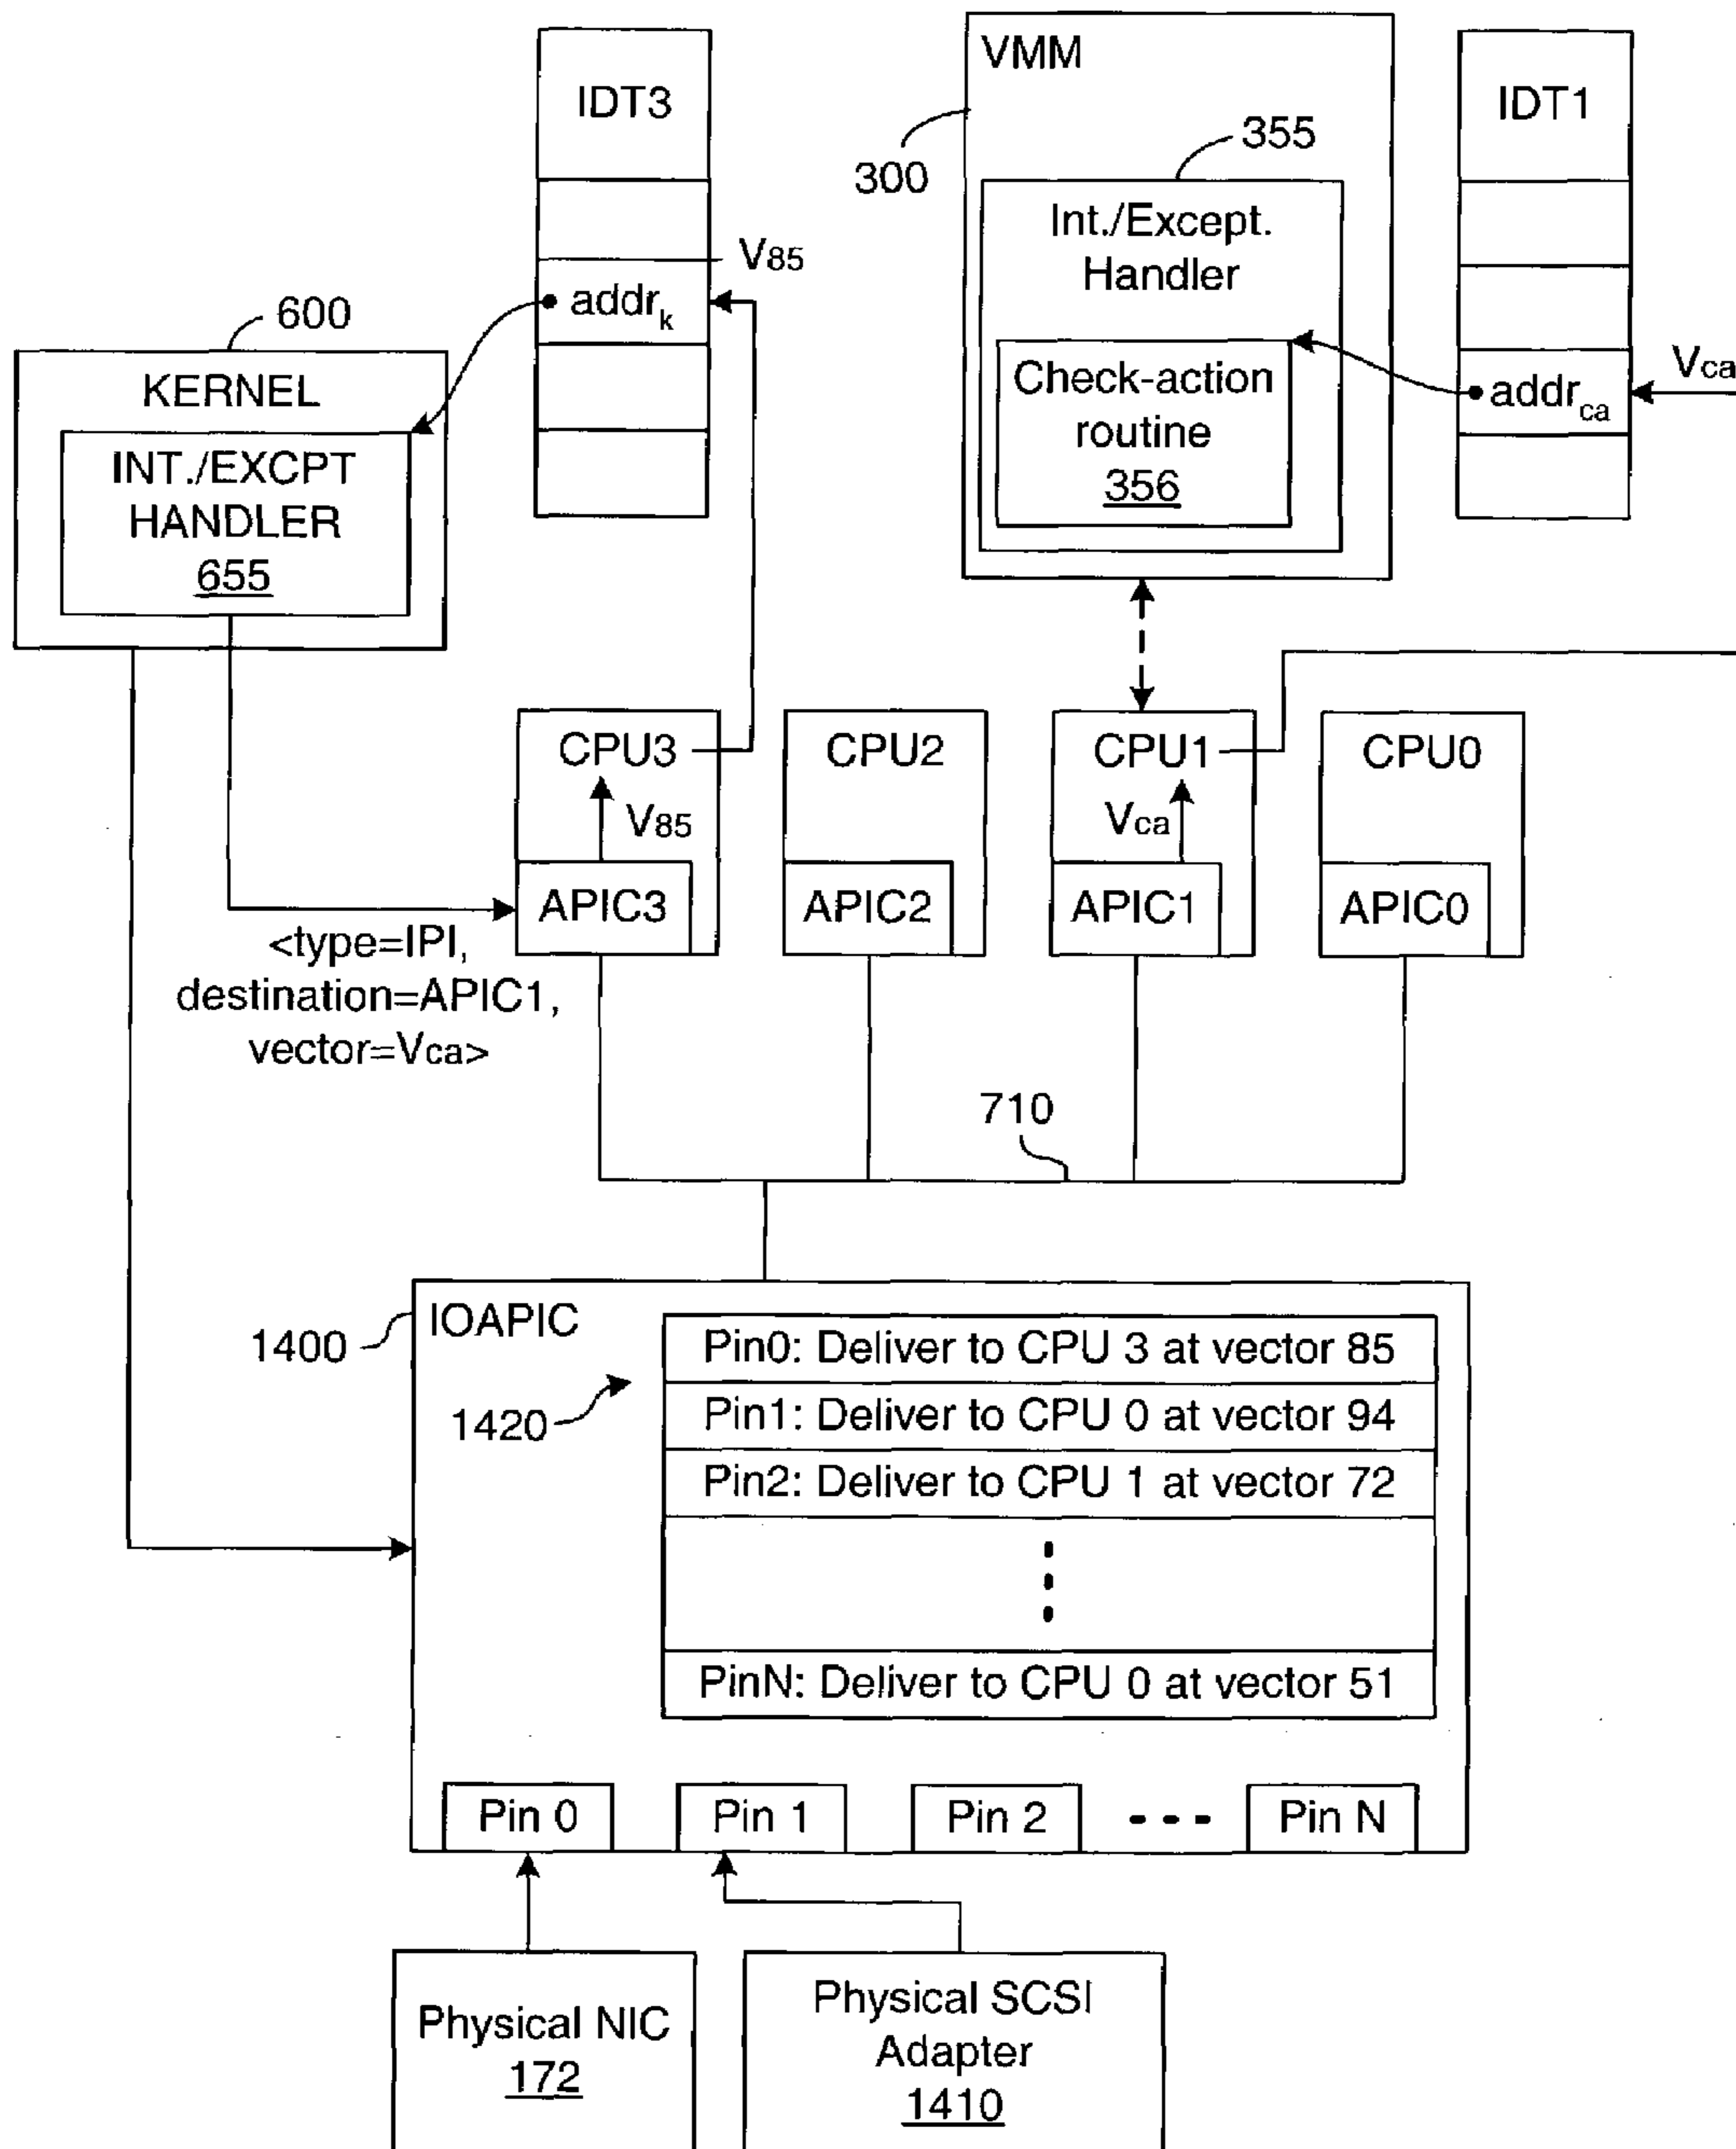 IDT3
VMM
IDT1
355
300
Int./Except.
Handler
V85
addrk
600
KERNEL
INT./EXCPT
HANDLER
655
Check-action
routine
356
Vca
addrca
CPU3
CPU2
CPU1
CPU0
V85
Vca
APIC3
APIC2
APIC1
APIC0
<type=IPI,
destination=APIC1,
vector=Vca>
710
1400
IOAPIC
1420
Pin0: Deliver to CPU 3 at vector 85
Pin1: Deliver to CPU 0 at vector 94
Pin2: Deliver to CPU 1 at vector 72
PinN: Deliver to CPU 0 at vector 51
Pin 0
Pin 1
Pin 2
Pin N
Physical NIC
172
Physical SCSI
Adapter
1410